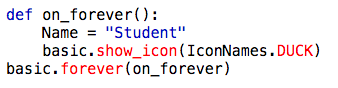 def on_forever():
    Name = "Student"
    basic.show_icon(IconNames.DUCK)
basic.forever(on_forever)